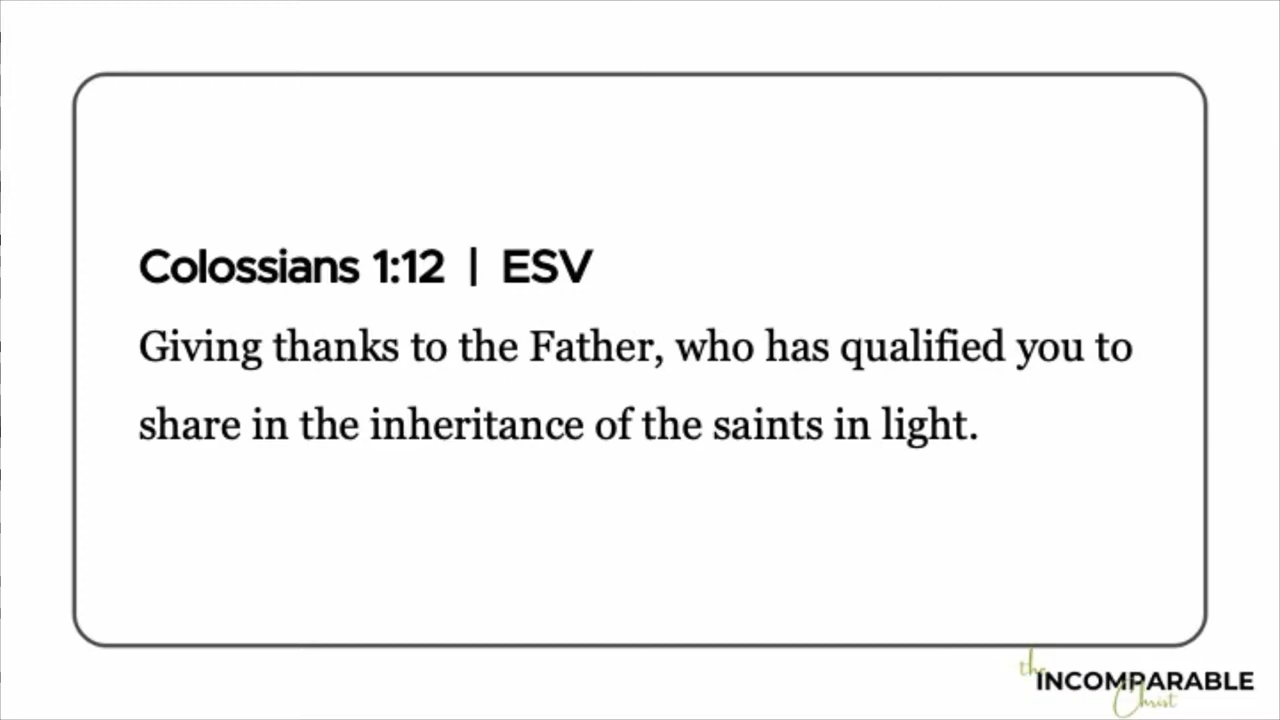 Colossians 1:12 | ESV
Giving thanks to the Father, who has qualified you to
share in the inheritance of the saints in light.
the
INCOMPARABLE
Christ